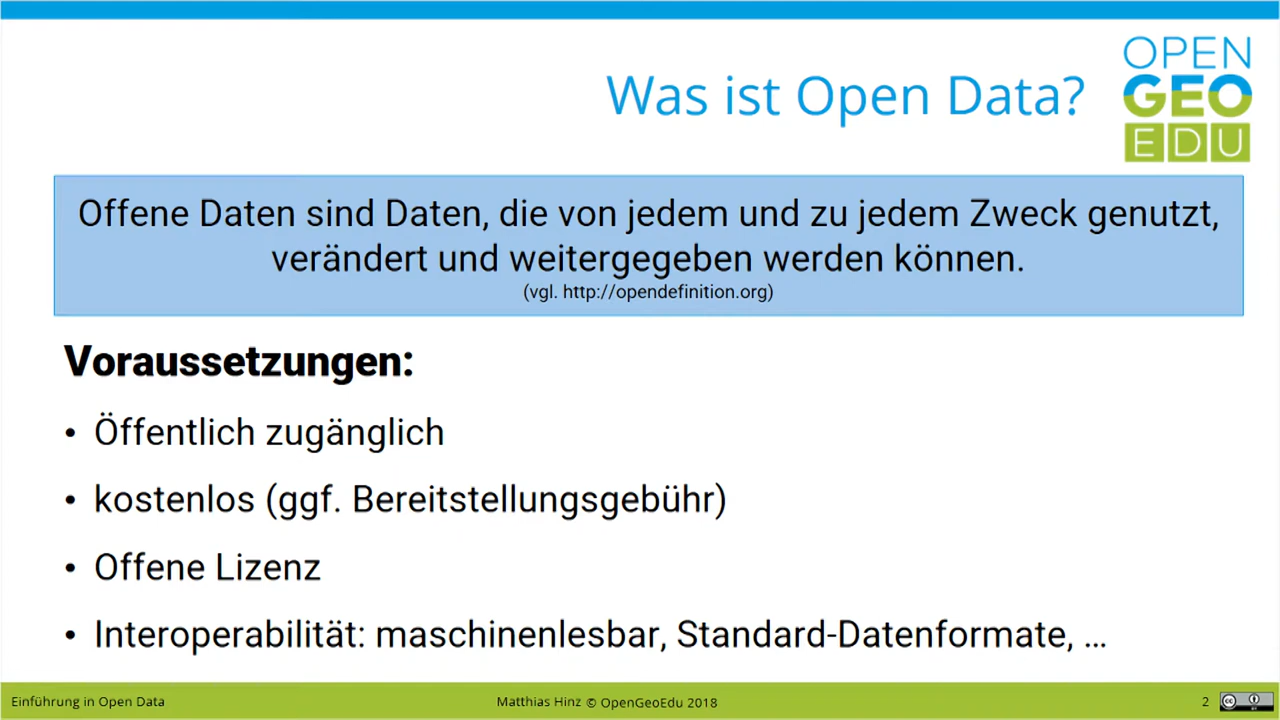 Was ist Open Data?
OPEN
GEO
EDU
Offene Daten sind Daten, die von jedem und zu jedem Zweck genutzt,
verändert und weitergegeben werden können.
(vgl. http://opendefinition.org)
Voraussetzungen:
• Öffentlich zugänglich
• kostenlos (ggf. Bereitstellungsgebühr)
• Offene Lizenz
• Interoperabilität: maschinenlesbar, Standard-Datenformate, ...
Einführung in Open Data
Matthias Hinz © OpenGeoEdu 2018
2